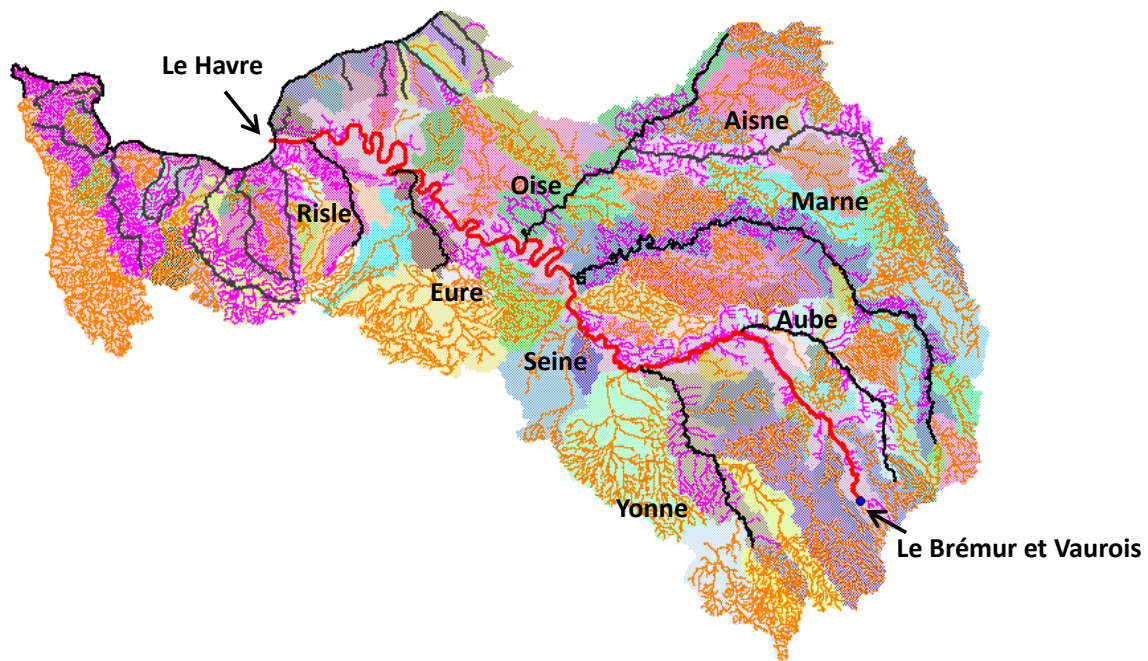 Le Havre
Aisne
Oise
Marne
Risle
Eure
Aube
Seine
Yonne
Le Brémur et Vaurois